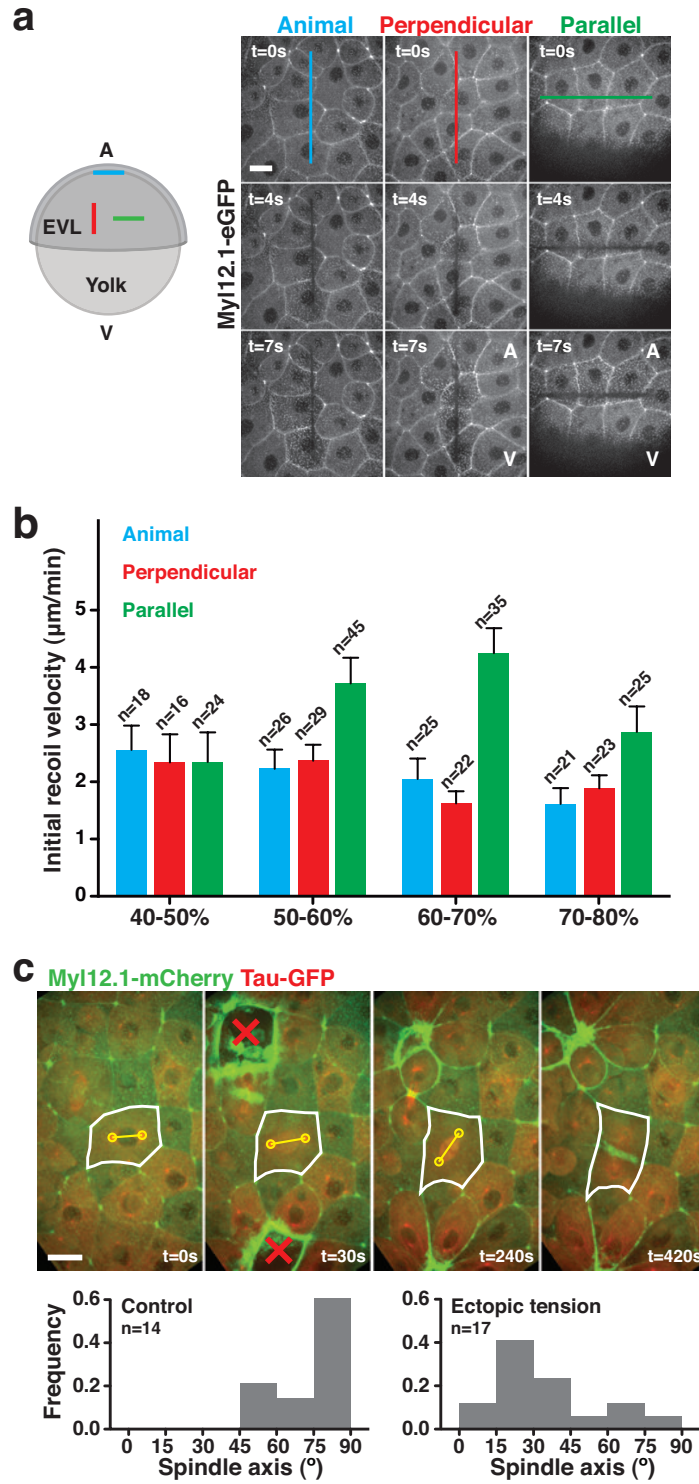 a
Animal Perpendicular Parallel
A
EVL
Yolk
V
Myl12.1-eGFP
t=0s t=0s t=0s
t=4s t=4s t=4s
t=7s t=7s t=7s
A A
V V
b
Animal
Perpendicular
Parallel
Initial recoil velocity (μm/min)
5
4
3
2
1
0
n=18 n=16 n=24 n=26 n=29 n=45 n=25 n=22 n=35 n=21 n=23 n=25
40-50% 50-60% 60-70% 70-80%
c
Myl12.1-mCherry Tau-GFP
t=0s t=30s t=240s t=420s
Control
n=14
Frequency
0.6
0.4
0.2
0.0
0 15 30 45 60 75 90
Spindle axis (º)
Ectopic tension
n=17
0.6
0.4
0.2
0.0
0 15 30 45 60 75 90
Spindle axis (º)